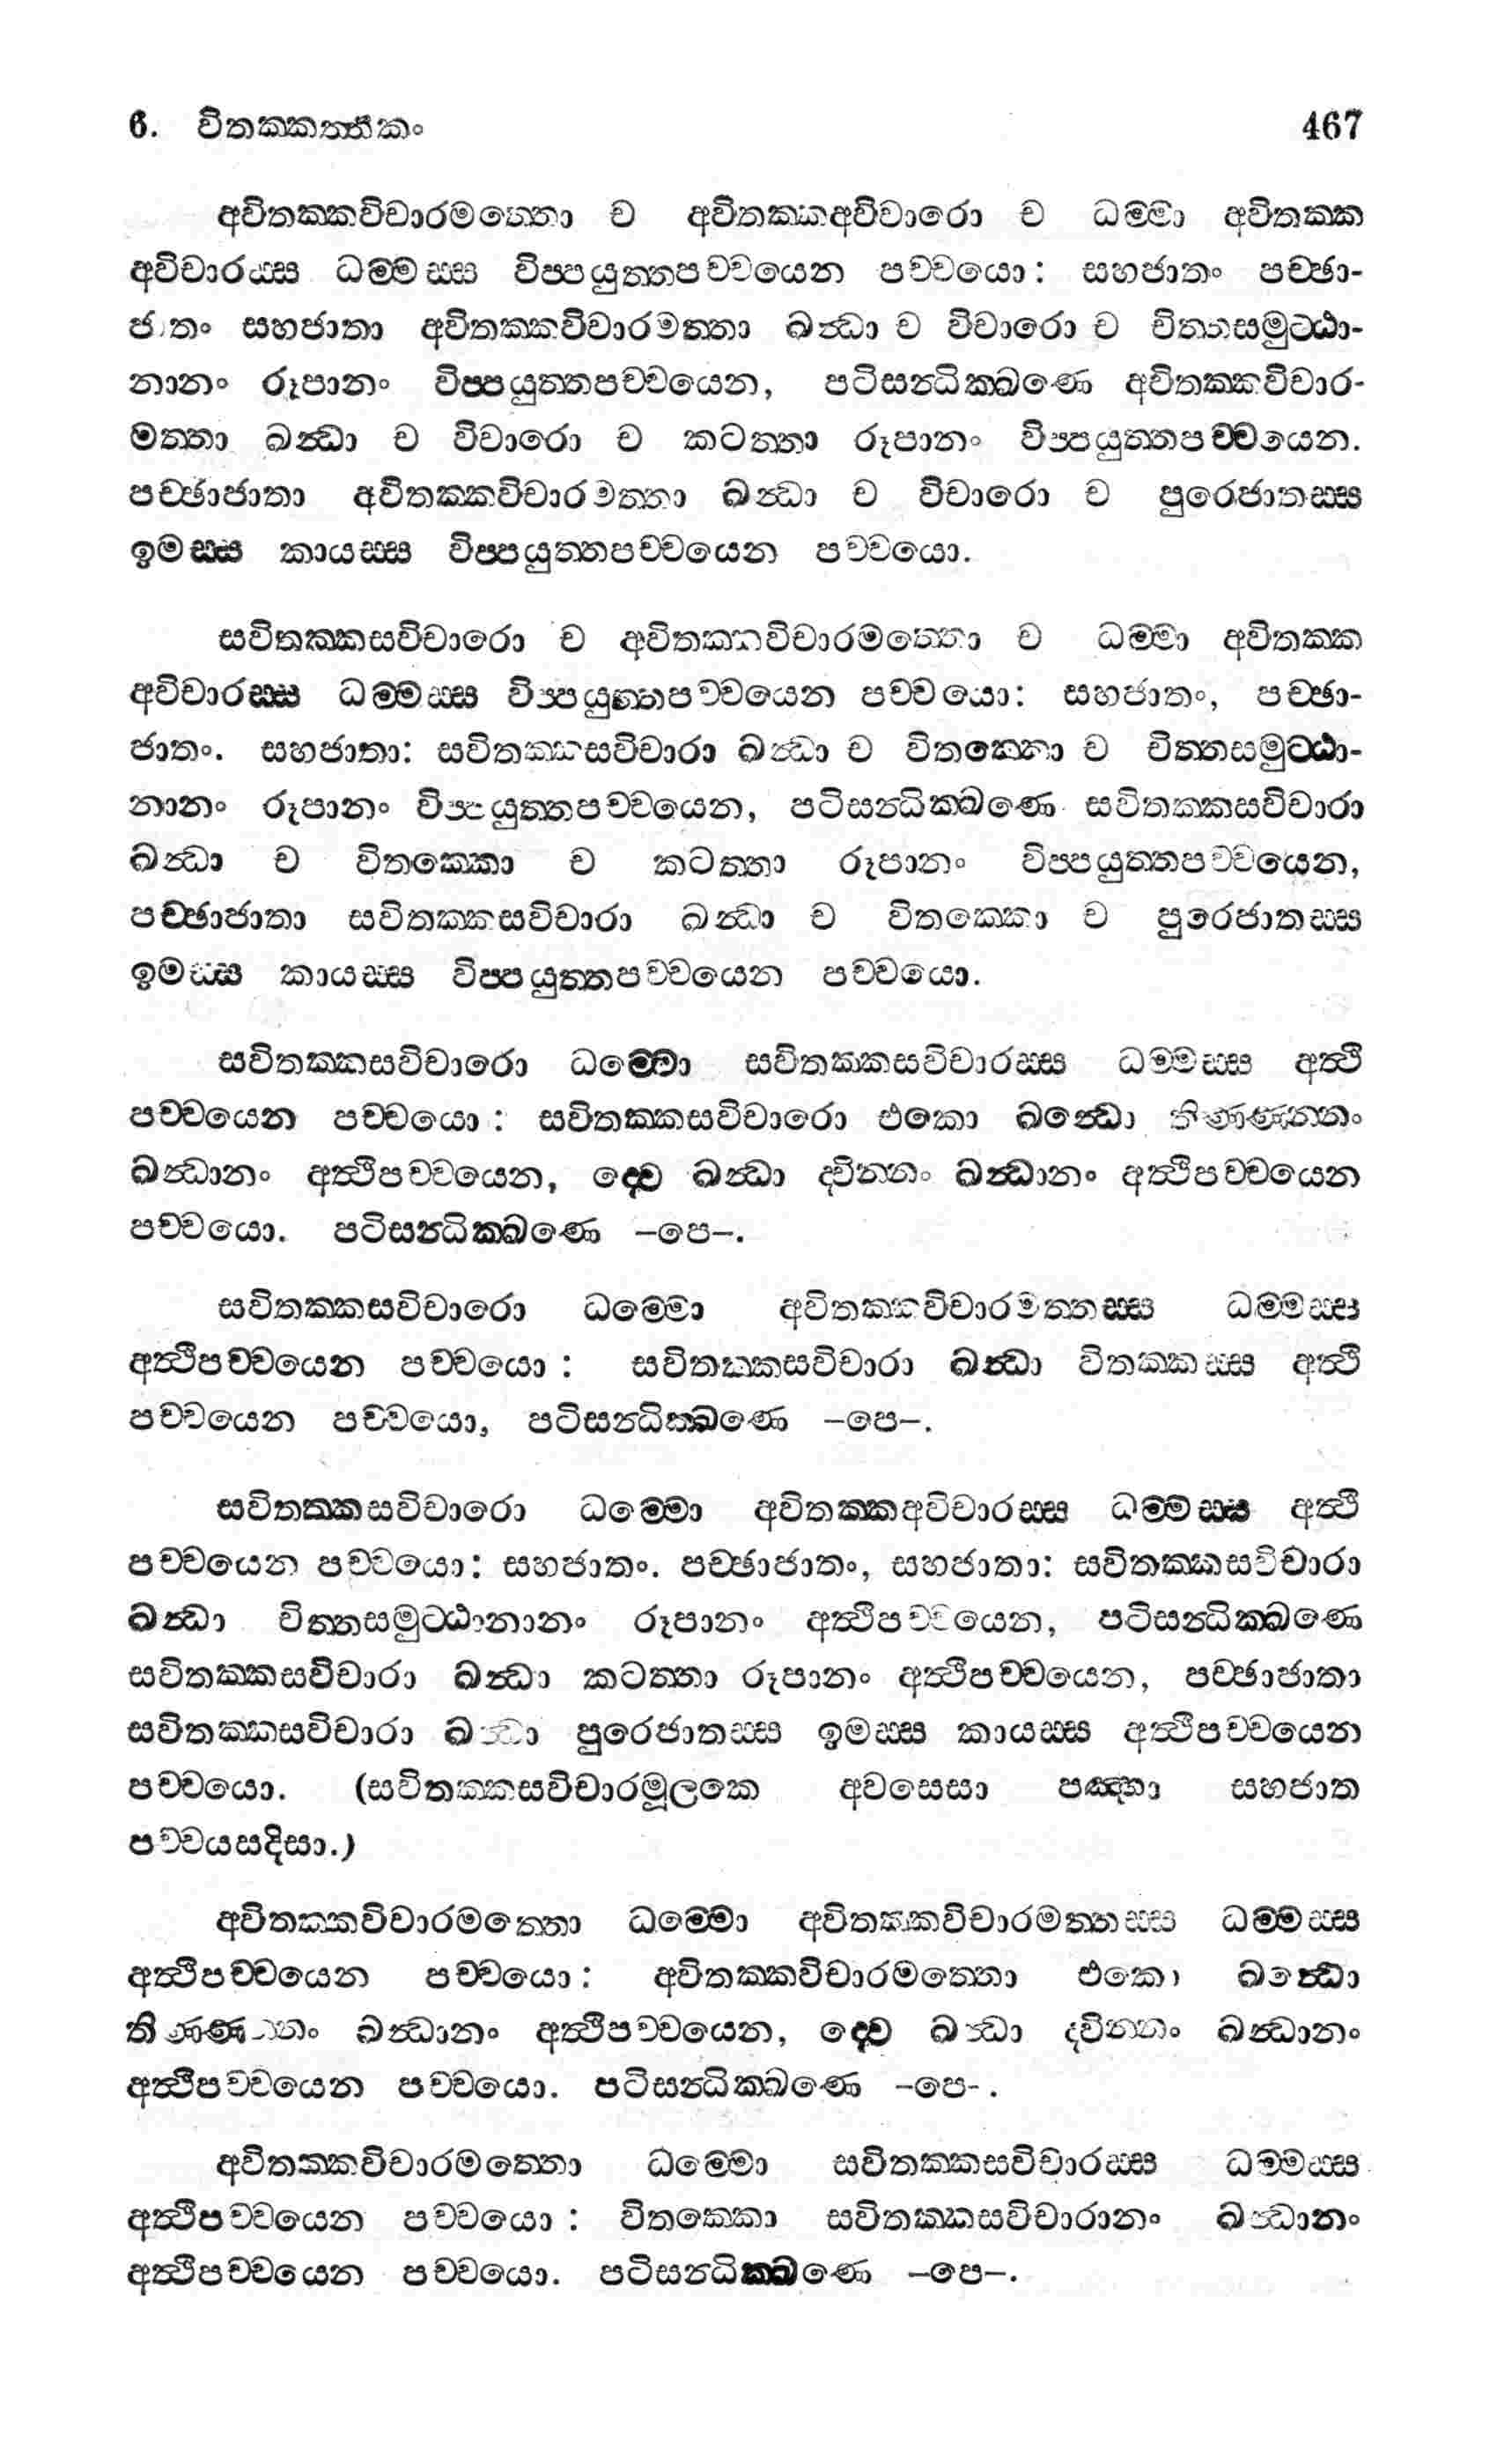 6. විතක්කත්තිකං 467
අවිතක්කවිචාරමත්තො ච අවිතක්කඅවිචාරො ච ධම්මා අවිතක්ක
අවිචාරස්ස ධම්මස්ස විප්පයුත්තපච්චයෙන පච්චයො: සහජාතං පච්ඡා-
ජාතං සහජාතා අවිතක්කවිචාරමත්තා ඛන්ධා ච විචාරො ච චිත්තසමුට්ඨා-
නානං රූපානං විප්පයුත්තපච්චයෙන, පටිසන්ධික්ඛණෙ අවිතක්කවිචාර-
මත්තා ඛන්ධා ච විචාරො ච කටත්තා රූපානං විප්පයුත්තපච්චයෙන.
පච්ඡාජාතා අවිතක්කවිචාරමත්තා ඛන්ධා ච විචාරො ච පුරෙජාතස්ස
ඉමස්ස කායස්ස විප්පයුත්තපච්චයෙන පච්චයො.
සවිතක්කසවිචාරො ච අවිතක්කවිචාරමත්තො ච ධම්මා අවිතක්ක
අවිචාරස්ස ධම්මස්ස විප්පයුත්තපච්චයෙන පච්චයො: සහජාතං, පච්ඡා-
ජාතං. සහජාතා: සවිතක්කසවිචාරා ඛන්ධා ච විතක්කො ච චිත්තසමුට්ඨා-
නානං රූපානං විප්පයුත්තපච්චයෙන, පටිසන්ධික්ඛණෙ සවිතක්කසවිචාරා
ඛන්ධා ච විතක්කො ච කටත්තා රූපානං විප්පයුත්තපච්චයෙන,
පච්ඡාජාතා සවිතක්කසවිචාරා ඛන්ධා ච විතක්කො ච පුරෙජාතස්ස
ඉමස්ස කායස්ස විප්පයුත්තපච්චයෙන පච්චයො.
සවිතක්කසවිචාරො ධම්මො සවිතක්කසවිචාරස්ස ධම්මස්ස අත්ථි
පච්චයෙන පච්චයො: සවිතක්කසවිචාරො එකො ඛන්ධො තිණ්ණන්නං
ඛන්ධානං අත්ථිපච්චයෙන, ද්වෙ ඛන්ධා ද්වින්නං ඛන්ධානං අත්ථිපච්චයෙන
පච්චයො. පටිසන්ධික්ඛණෙ –පෙ–.
සවිතක්කසවිචාරො ධම්මො අවිතක්කවිචාරමත්තස්ස ධම්මස්ස
අත්ථිපච්චයෙන පච්චයො: සවිතක්කසවිචාරා ඛන්ධා විතක්කස්ස අත්ථි
පච්චයෙන පච්චයො, පටිසන්ධික්ඛණෙ –පෙ–.
සවිතක්කසවිචාරො ධම්මො අවිතක්කඅවිචාරස්ස ධම්මස්ස අත්ථි
පච්චයෙන පච්චයො: සහජාතං. පච්ඡාජාතං, සහජාතා: සවිතක්කසවිචාරා
ඛන්ධා චිත්තසමුට්ඨානානං රූපානං අත්ථිපච්චයෙන, පටිසන්ධික්ඛණෙ
සවිතක්කසවිචාරා ඛන්ධා කටත්තා රූපානං අත්ථිපච්චයෙන, පච්ඡාජාතා
සවිතක්කසවිචාරා ඛන්ධා පුරෙජාතස්ස ඉමස්ස කායස්ස අත්ථිපච්චයෙන
පච්චයො. (සවිතක්කසවිචාරමූලකෙ අවසෙසා පඤ්හා සහජාත
පච්චයසදිසා.)
අවිතක්කවිචාරමත්තො ධම්මො අවිතක්කවිචාරමත්තස්ස ධම්මස්ස
අත්ථිපච්චයෙන පච්චයො: අවිතක්කවිචාරමත්තො එකො ඛන්ධො
තිණ්ණන්නං ඛන්ධානං අත්ථිපච්චයෙන, ද්වෙ ඛන්ධා ද්වින්නං ඛන්ධානං
අත්ථිපච්චයෙන පච්චයො. පටිසන්ධික්ඛණෙ -පෙ-.
අවිතක්කවිචාරමත්තො ධම්මො සවිතක්කසවිචාරස්ස ධම්මස්ස
අත්ථිපච්චයෙන පච්චයො: විතක්කො සවිතක්කසවිචාරානං ඛන්ධානං
අත්ථිපච්චයෙන පච්චයො. පටිසන්ධික්ඛණෙ –පෙ–.